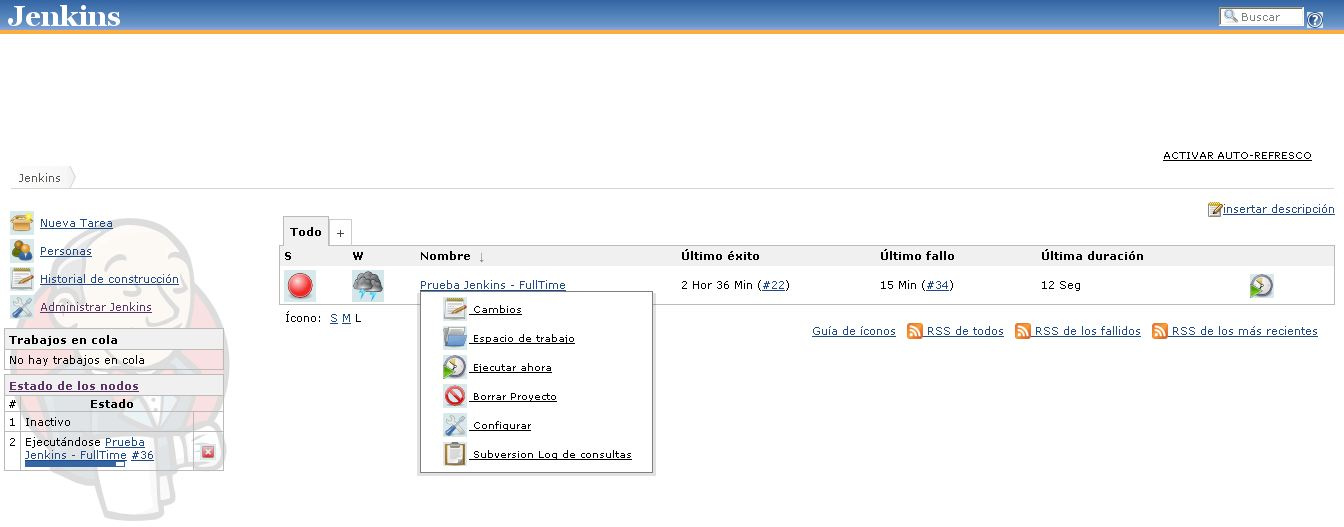 Jenkins
Buscar
ACTIVAR AUTO-REFRESCO
Jenkins
insertar descripción
Nueva Tarea
Personas
Historial de construcción
Administrar Jenkins
Trabajos en cola
No hay trabajos en cola
Estado de los nodos
# Estado
1 Inactivo
2 Ejecutándose Prueba
Jenkins - FullTime #36
Todo +
S W Nombre ↓ Último éxito Último fallo Última duración
Prueba Jenkins - FullTime 2 Hor 36 Min (#22) 15 Min (#34) 12 Seg
Ícono: S M L
Cambios
Espacio de trabajo
Ejecutar ahora
Borrar Proyecto
Configurar
Subversion Log de consultas
Guía de íconos RSS de todos RSS de los fallidos RSS de los más recientes